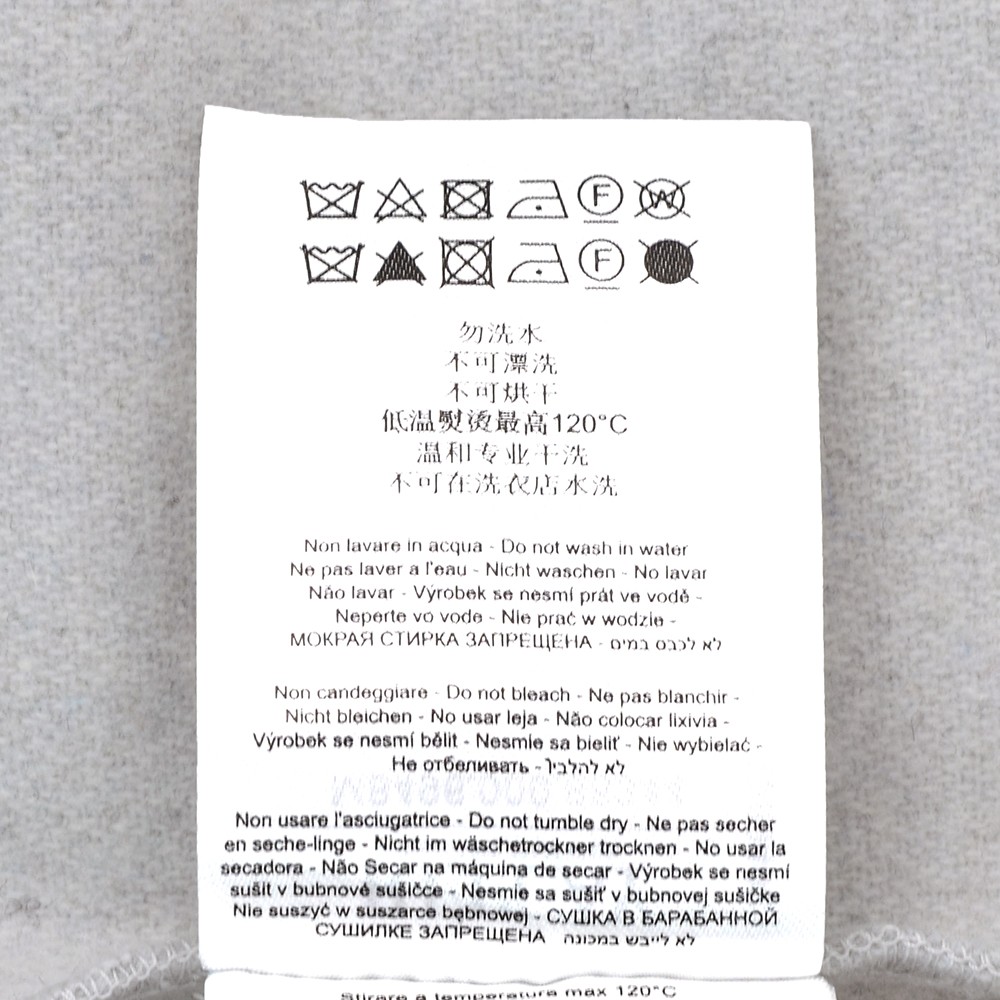 F W
F
勿洗水
不可漂洗
不可烘干
低温熨烫最高120°C
温和专业干洗
不可在洗衣店水洗
Non lavare in acqua - Do not wash in water
Ne pas laver a l'eau - Nicht waschen - No lavar
Não lavar - Výrobek se nesmí prát ve vodě -
Neperte vo vode - Nie prać w wodzie -
МОКРАЯ СТИРКА ЗАПРЕЩЕНА - לא לכבס במים
Non candeggiare - Do not bleach - Ne pas blanchir -
Nicht bleichen - No usar leja - Não colocar lixivia -
Výrobek se nesmí bělit - Nesmie sa bieliť - Nie wybielać -
Не отбеливать - לא להלבין
Non usare l'asciugatrice - Do not tumble dry - Ne pas secher
en seche-linge - Nicht im wäschetrockner trocknen - No usar la
secadora - Não Secar na máquina de secar - Výrobek se nesmí
sušit v bubnové sušičce - Nesmie sa sušiť v bubnovej sušičke
Nie suszyć w suszarce bębnowej - СУШКА В БАРАБАННОЙ
СУШИЛКЕ ЗАПРЕЩЕНА לא לייבש במכונה
Stirare a temperatura max 120°C